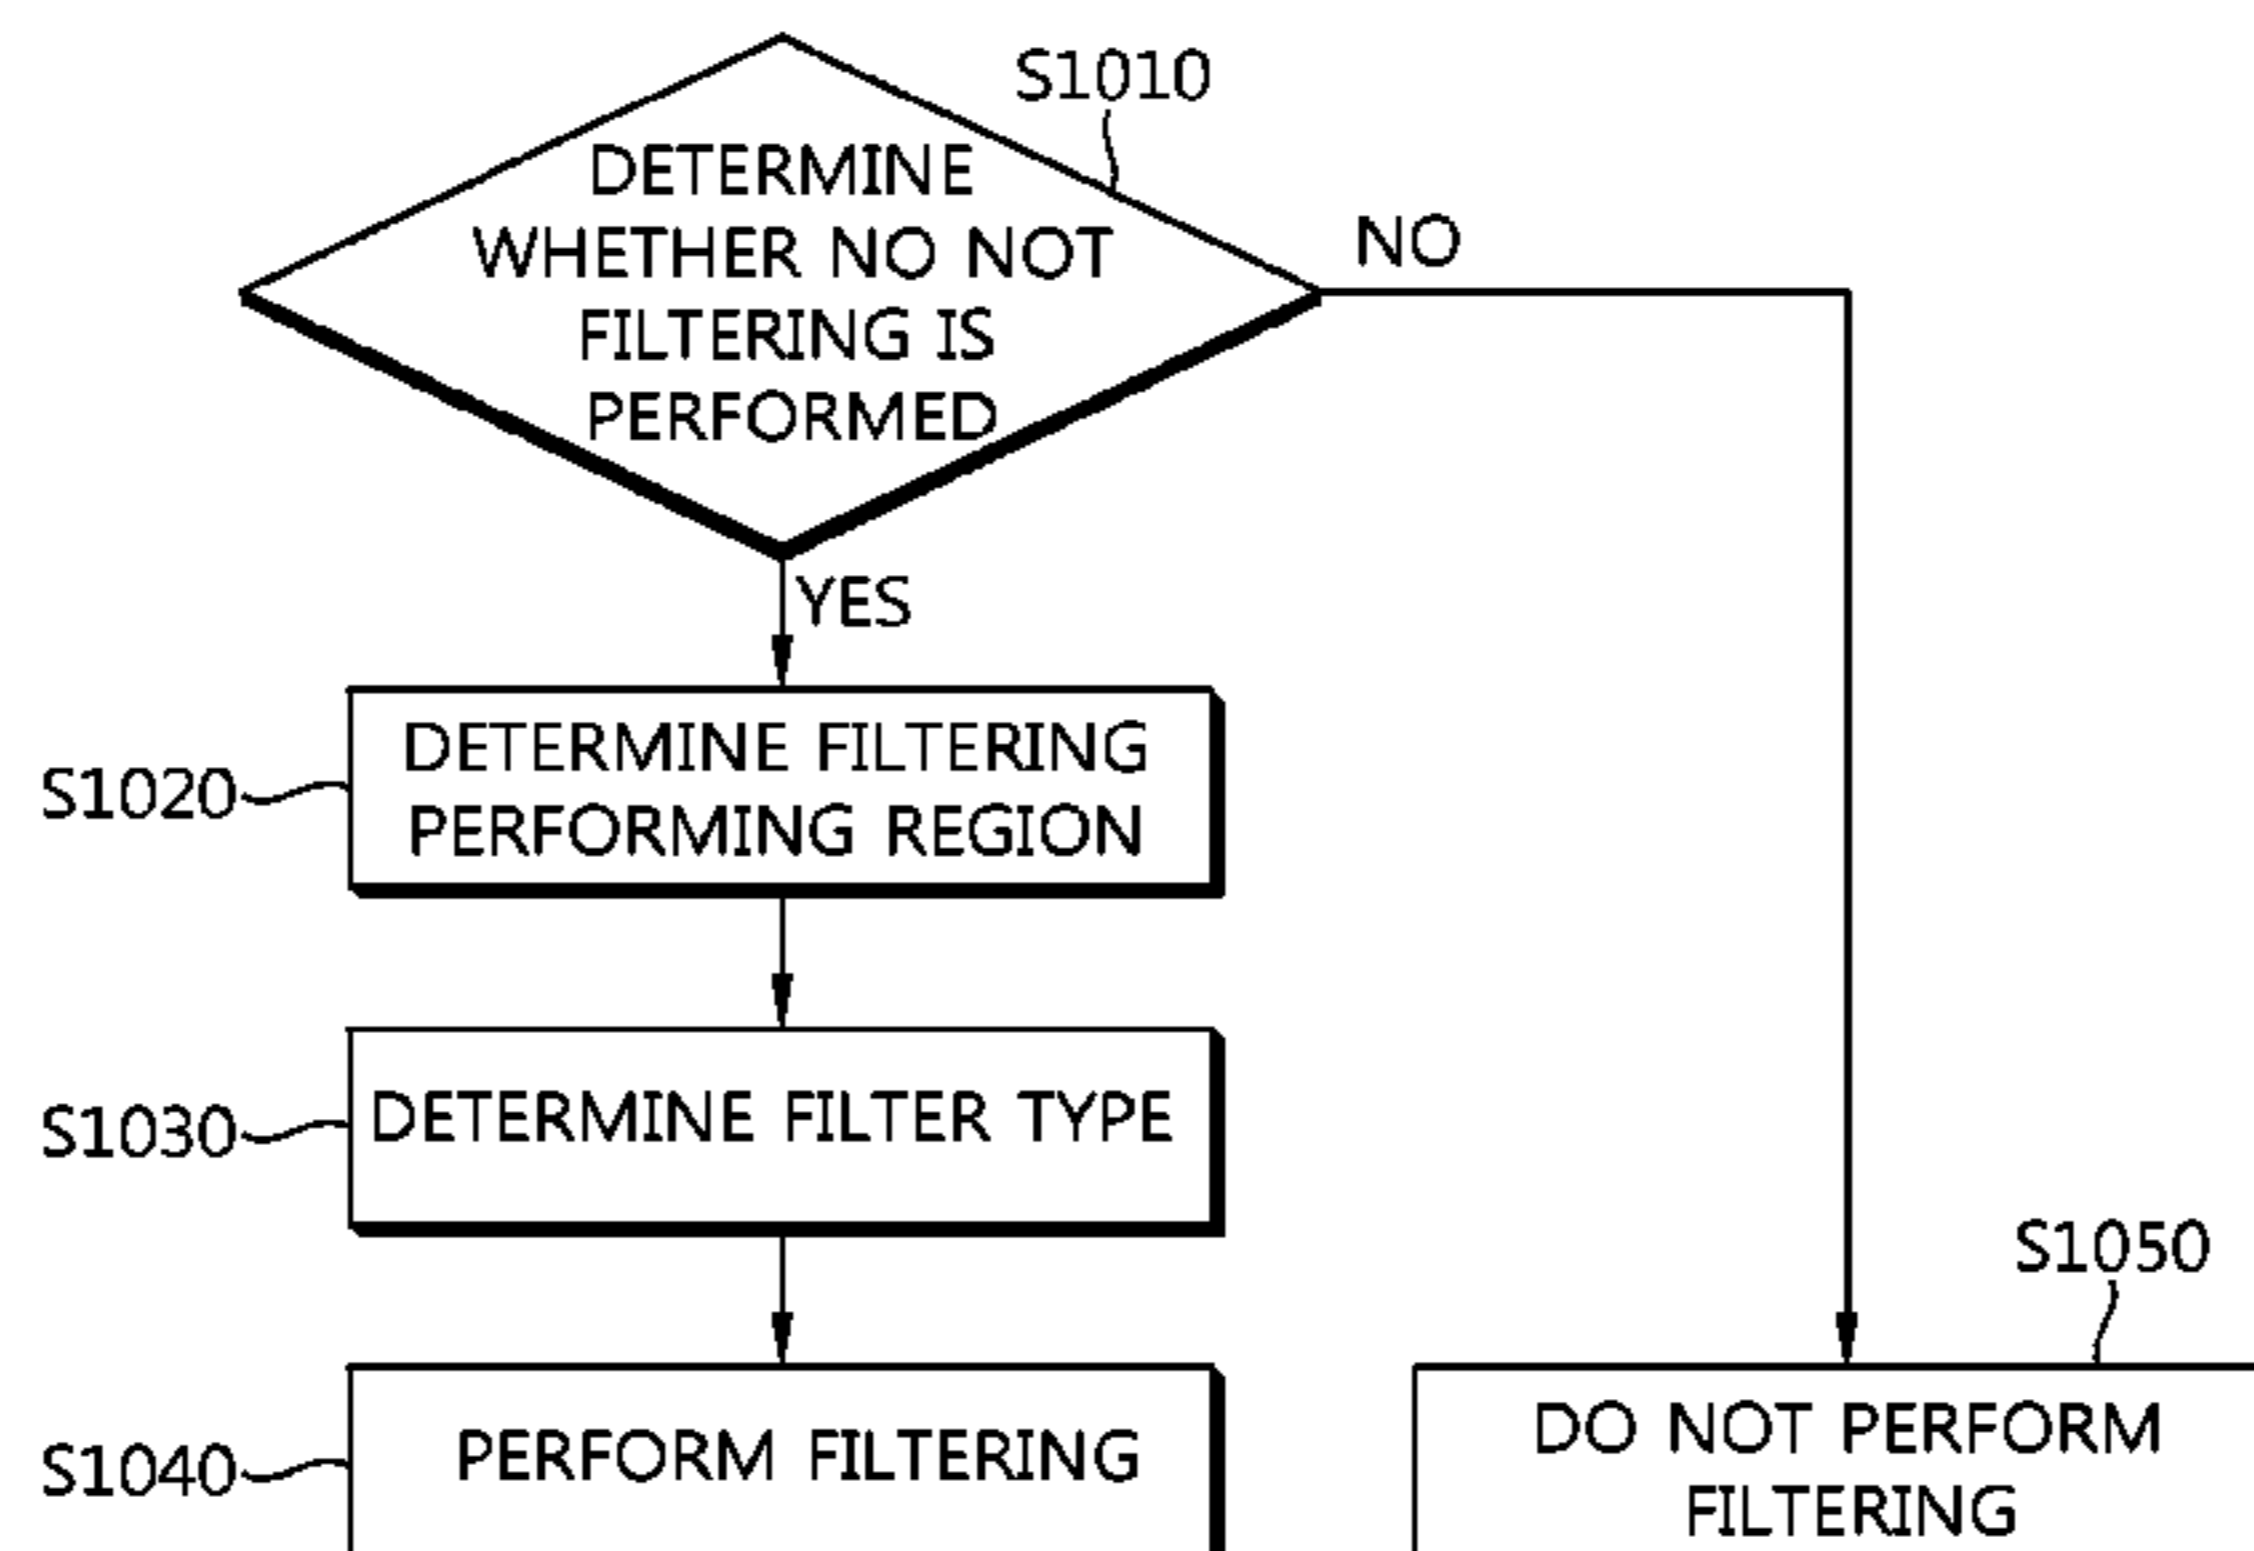 S1010
DETERMINE
WHETHER NO NOT
FILTERING IS
PERFORMED
NO
YES
DETERMINE FILTERING
PERFORMING REGION
S1020
DETERMINE FILTER TYPE
S1030
S1050
PERFORM FILTERING
S1040
DO NOT PERFORM
FILTERING